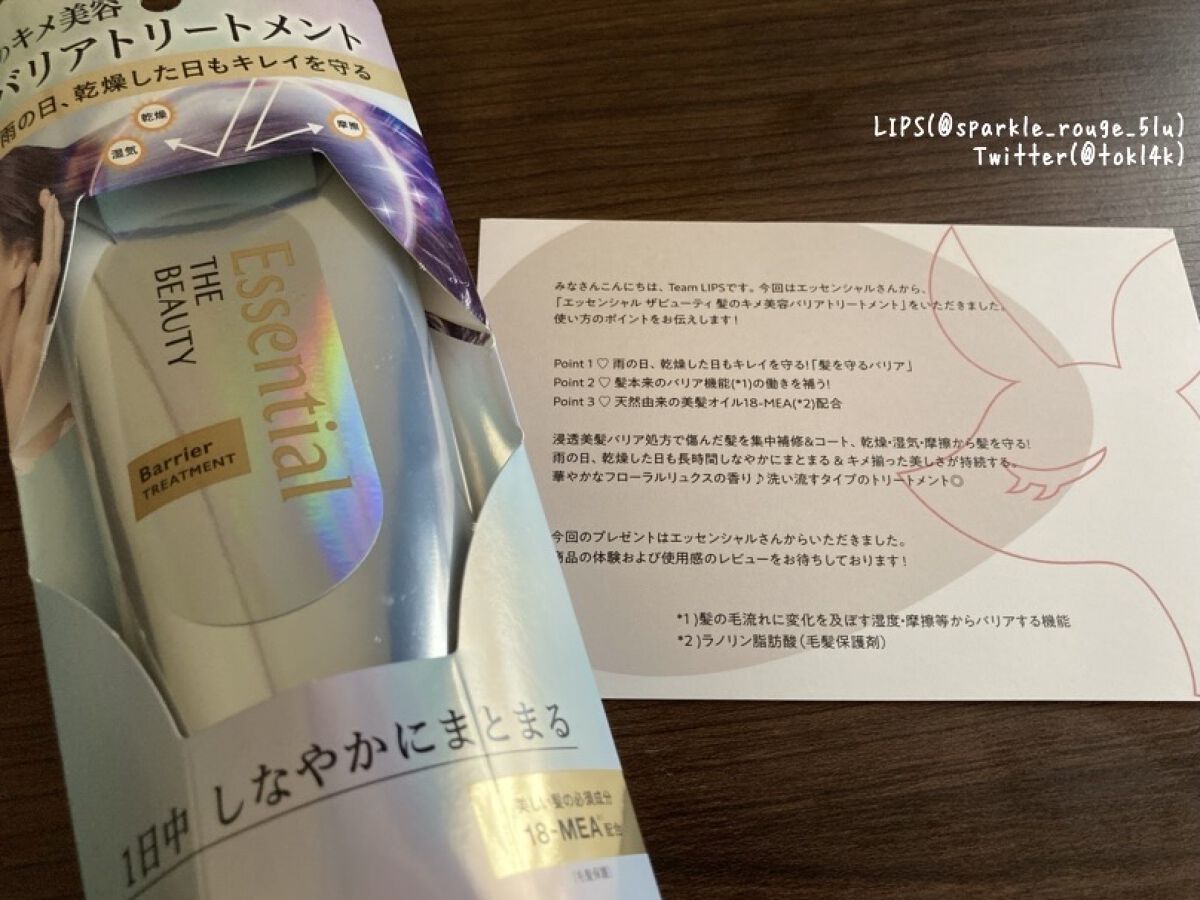 のキメ美容
バリアトリートメント
雨の日、乾燥した日もキレイを守る
乾燥
湿気
摩擦
Essential
THE
BEAUTY
Barrier
TREATMENT
1日中 しなやかにまとまる
美しい髪の必須成分
18-MEA配合
(毛髪保護)
LIPS(@sparkle_rouge_5lu)
Twitter(@tokl4k)
みなさんこんにちは、Team LIPSです。今回はエッセンシャルさんから、
「エッセンシャル ザビューティ 髪のキメ美容バリアトリートメント」をいただきました。
使い方のポイントをお伝えします!
Point 1 ♡ 雨の日、乾燥した日もキレイを守る!「髪を守るバリア」
Point 2 ♡ 髪本来のバリア機能(*1)の働きを補う!
Point 3 ♡ 天然由来の美髪オイル18-MEA(*2)配合
浸透美髪バリア処方で傷んだ髪を集中補修&コート、乾燥・湿気・摩擦から髪を守る!
雨の日、乾燥した日も長時間しなやかにまとまる & キメ揃った美しさが持続する。
華やかなフローラルリュクスの香り♪洗い流すタイプのトリートメント◎
今回のプレゼントはエッセンシャルさんからいただきました。
商品の体験および使用感のレビューをお待ちしております!
*1)髪の毛流れに変化を及ぼす湿度・摩擦等からバリアする機能
*2)ラノリン脂肪酸(毛髪保護剤)